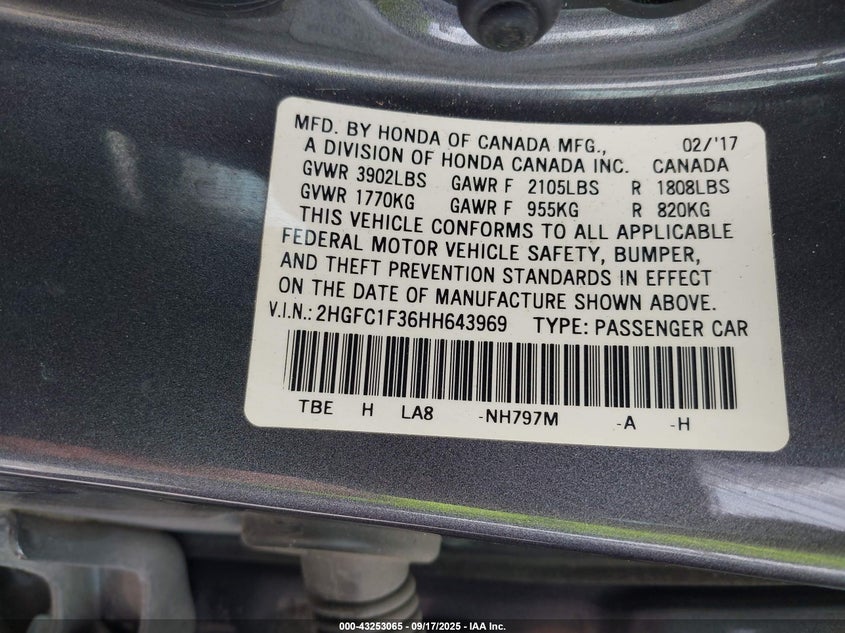 MFD. BY HONDA OF CANADA MFG., 02/'17
A DIVISION OF HONDA CANADA INC. CANADA
GVWR 3902LBS GAWR F 2105LBS R 1808LBS
GVWR 1770KG GAWR F 955KG R 820KG
THIS VEHICLE CONFORMS TO ALL APPLICABLE
FEDERAL MOTOR VEHICLE SAFETY, BUMPER,
AND THEFT PREVENTION STANDARDS IN EFFECT
ON THE DATE OF MANUFACTURE SHOWN ABOVE.
V.I.N.: 2HGFC1F36HH643969 TYPE: PASSENGER CAR
TBE H LA8 -NH797M -A -H
000-43253065 - 09/17/2025 - IAA Inc.